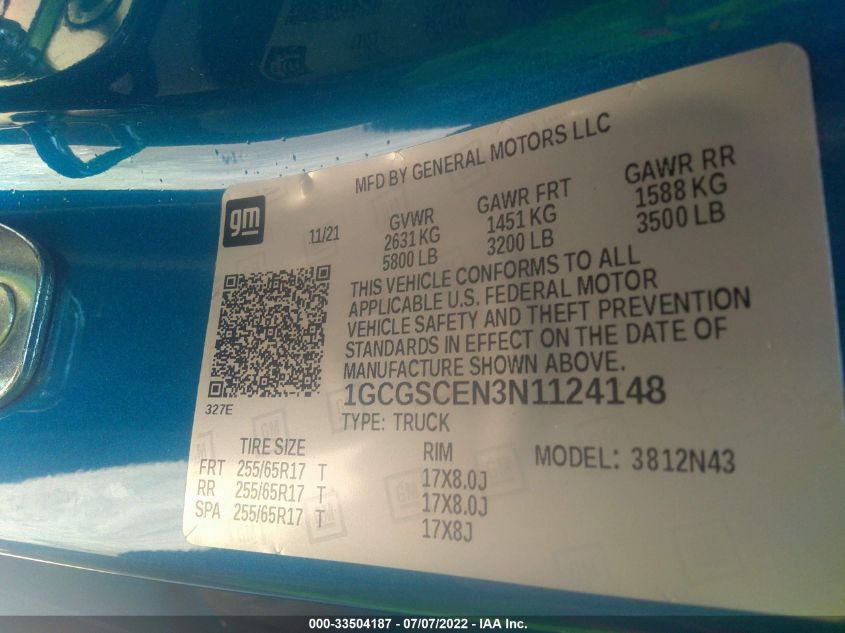 MFD BY GENERAL MOTORS LLC
gm
11/21
GVWR
2631 KG
5800 LB
GAWR FRT
1451 KG
3200 LB
GAWR RR
1588 KG
3500 LB
THIS VEHICLE CONFORMS TO ALL
APPLICABLE U.S. FEDERAL MOTOR
VEHICLE SAFETY AND THEFT PREVENTION
STANDARDS IN EFFECT ON THE DATE OF
MANUFACTURE SHOWN ABOVE.
327E
1GCGSCEN3N1124148
TYPE: TRUCK
TIRE SIZE
RIM
MODEL: 3812N43
FRT 255/65R17 T 17X8.0J
RR 255/65R17 T 17X8.0J
SPA 255/65R17 T 17X8J
000-33504187 - 07/07/2022 - IAA Inc.